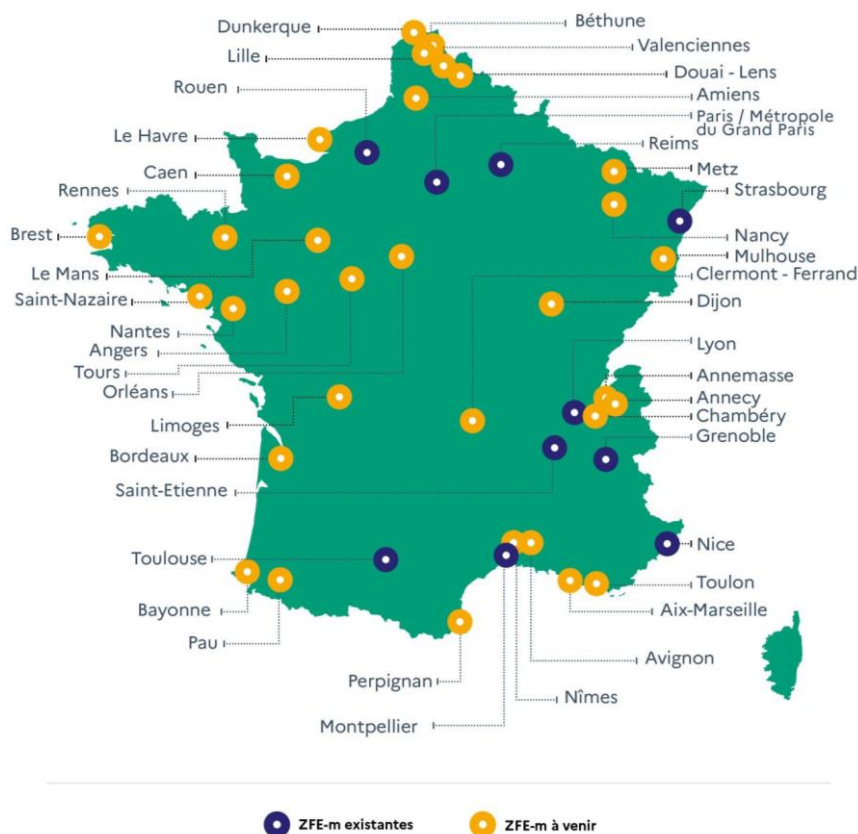 Dunkerque
Béthune
Lille
Valenciennes
Douai - Lens
Rouen
Amiens
Paris / Métropole
du Grand Paris
Le Havre
Reims
Caen
Metz
Rennes
Strasbourg
Brest
Nancy
Mulhouse
Le Mans
Clermont - Ferrand
Saint-Nazaire
Dijon
Nantes
Angers
Lyon
Tours
Annemasse
Orléans
Annecy
Chambéry
Limoges
Grenoble
Bordeaux
Saint-Etienne
Nice
Toulouse
Toulon
Bayonne
Aix-Marseille
Pau
Avignon
Perpignan
Nîmes
Montpellier
ZFE-m existantes
ZFE-m à venir